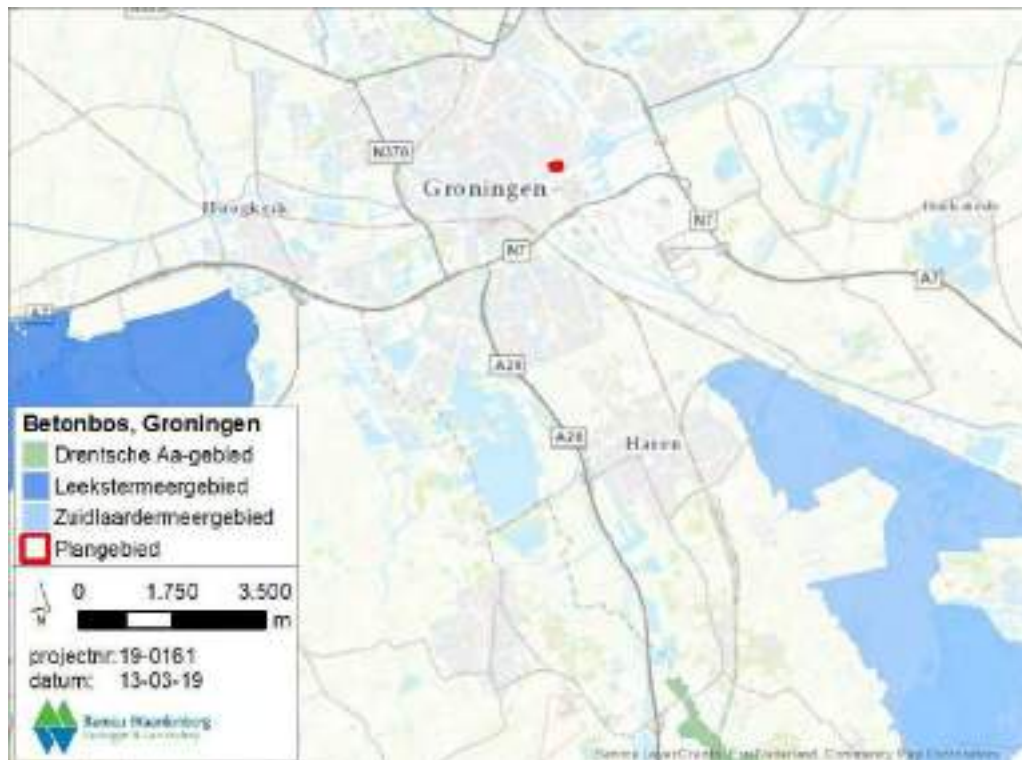 N370
Groningen
Hoogkerk
N7
N7
A7
A7
A28
A28
Haren
Betonbos, Groningen
Drentsche Aa-gebied
Leekstermeergebied
Zuidlaardermeergebied
Plangebied
0 1.750 3.500
m
N
projectnr: 19-0161
datum: 13-03-19